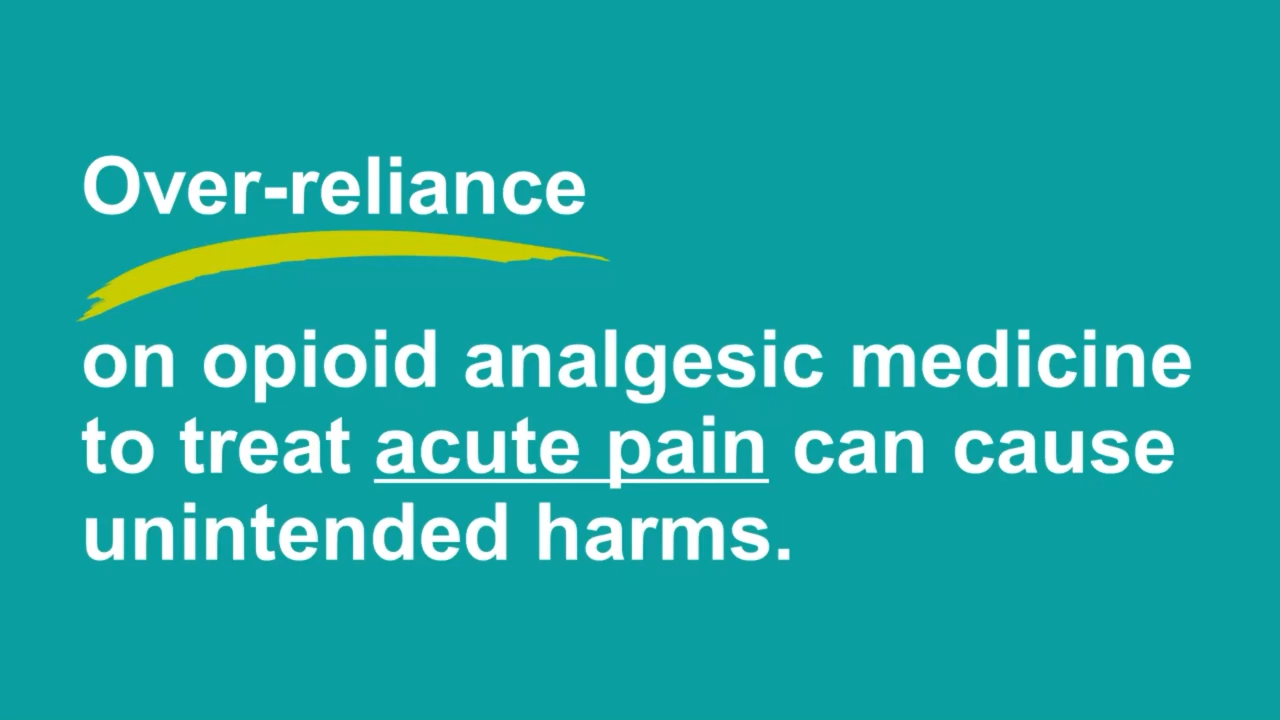 Over-reliance
on opioid analgesic medicine
to treat acute pain can cause
unintended harms.